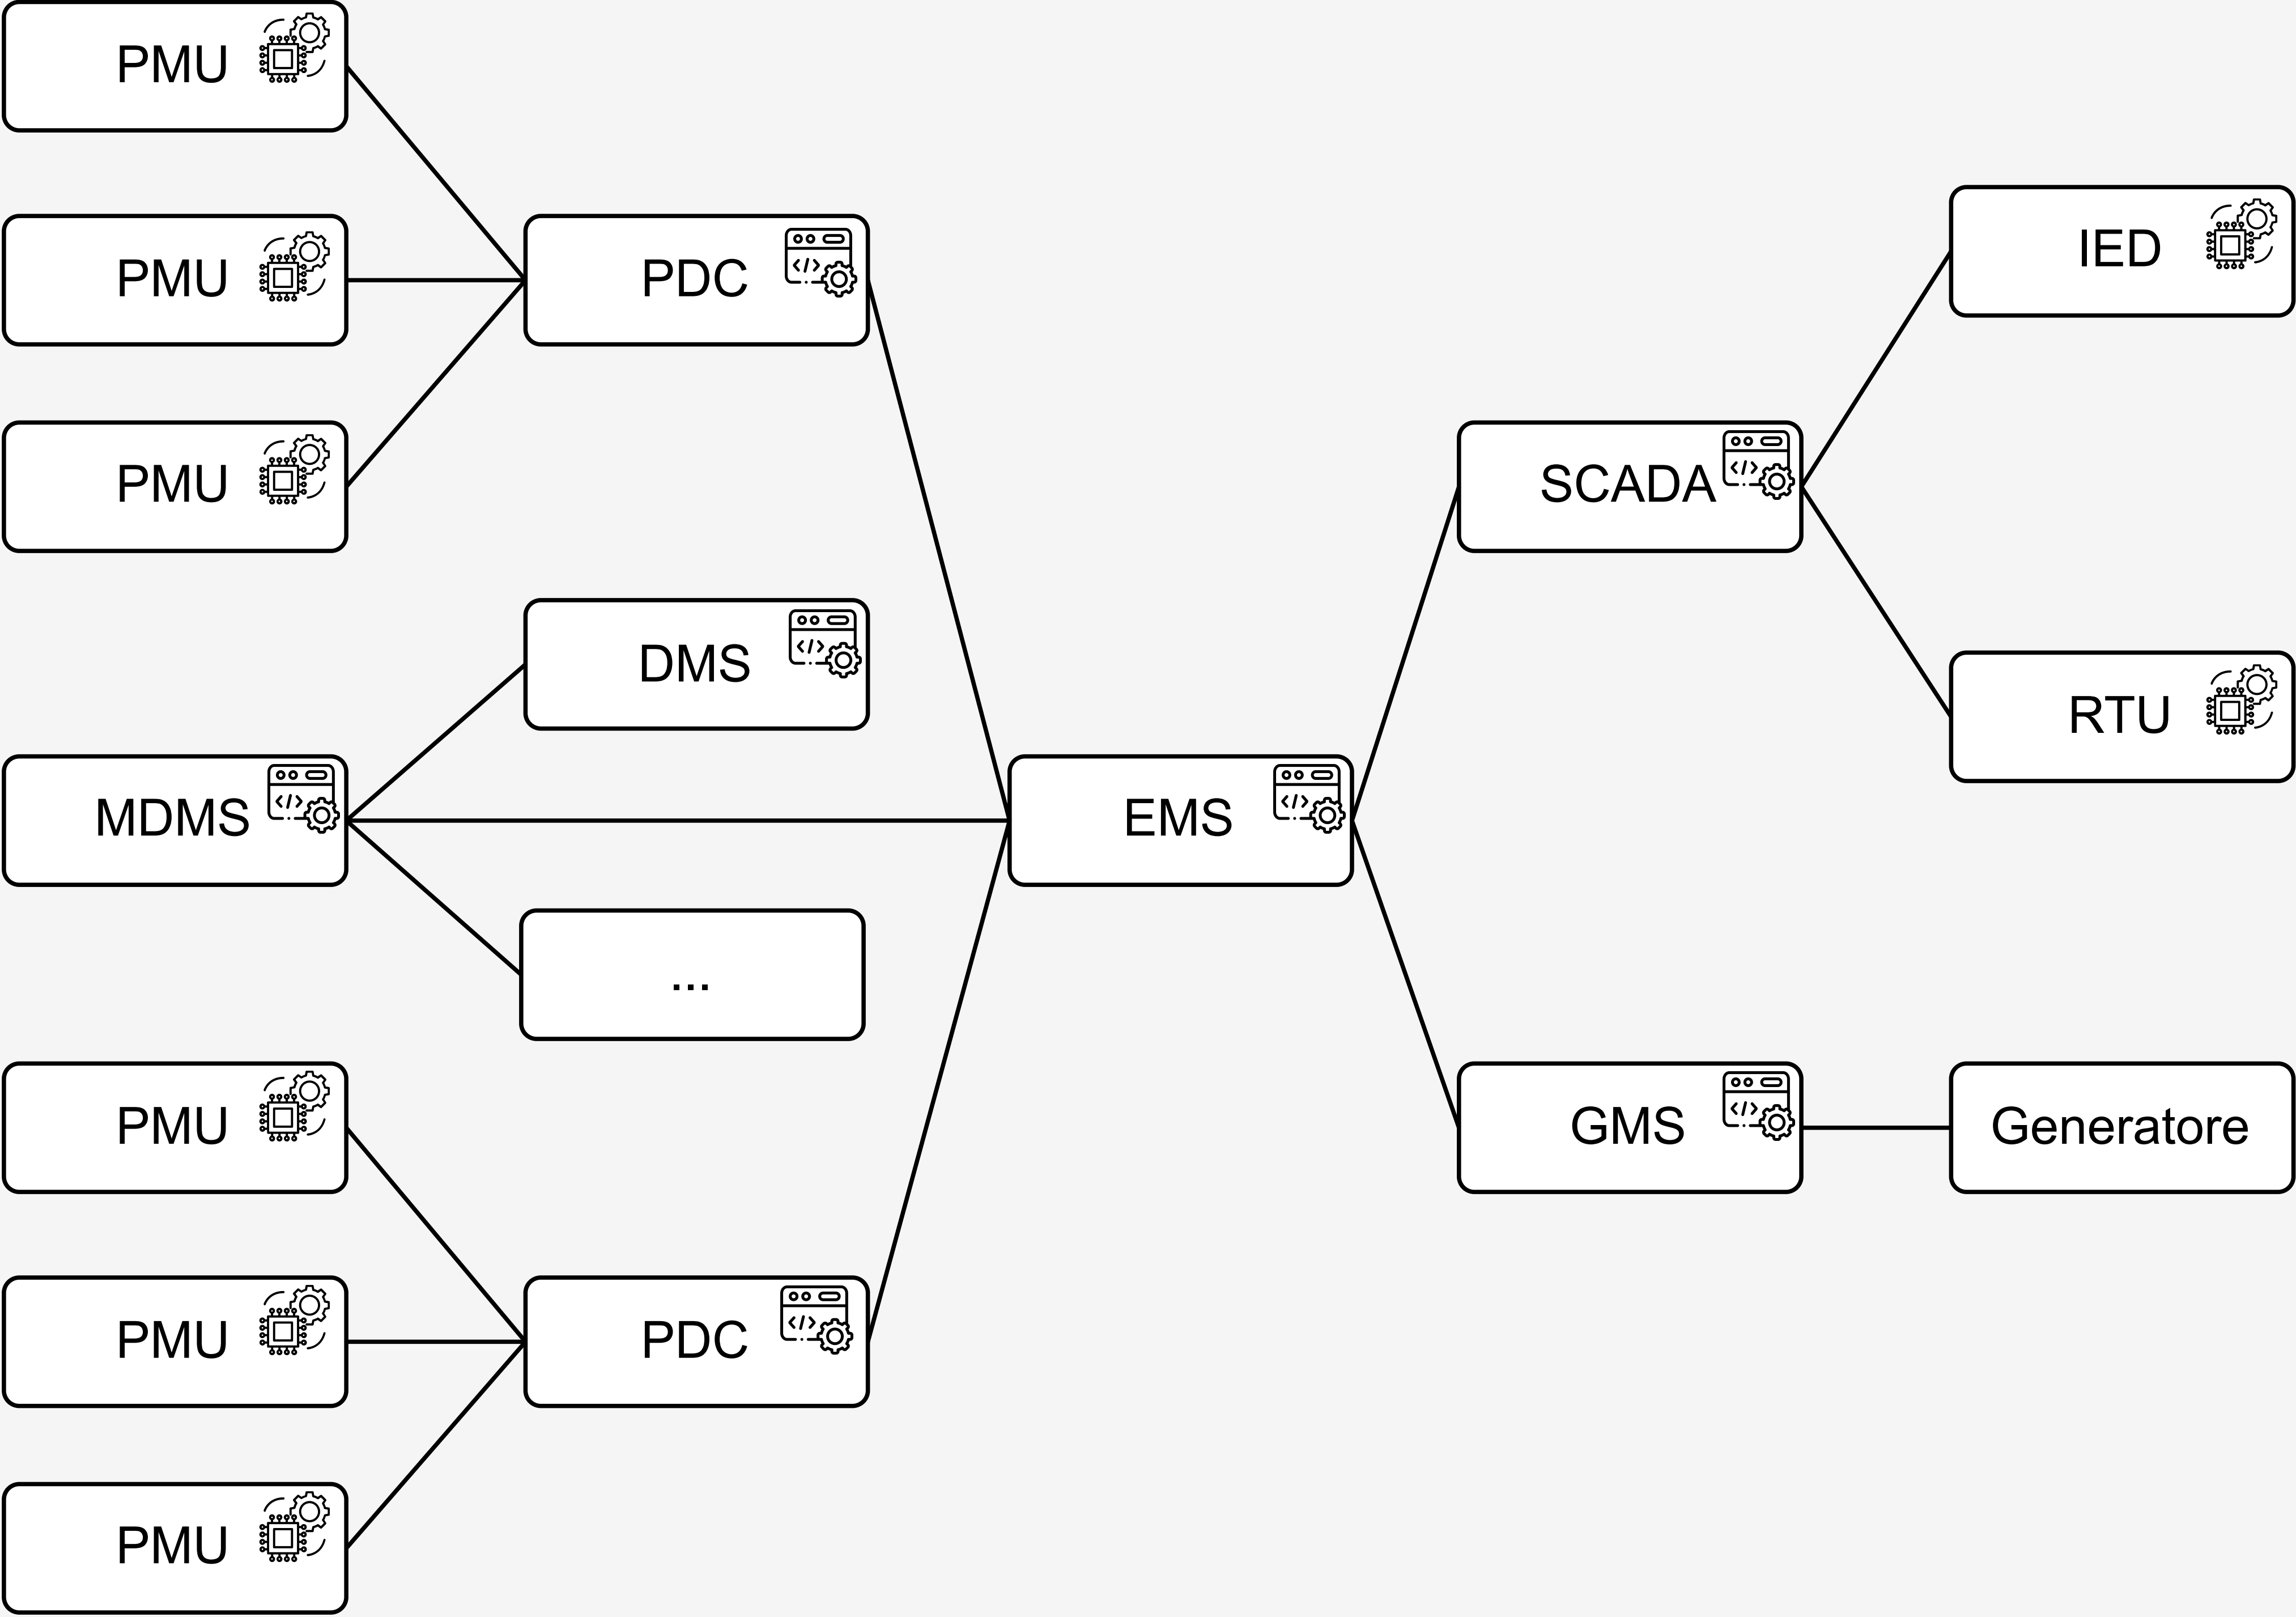 PMU
PMU
PDC
PMU
DMS
MDMS
...
PMU
PMU
PDC
PMU
EMS
SCADA
IED
RTU
GMS
Generatore